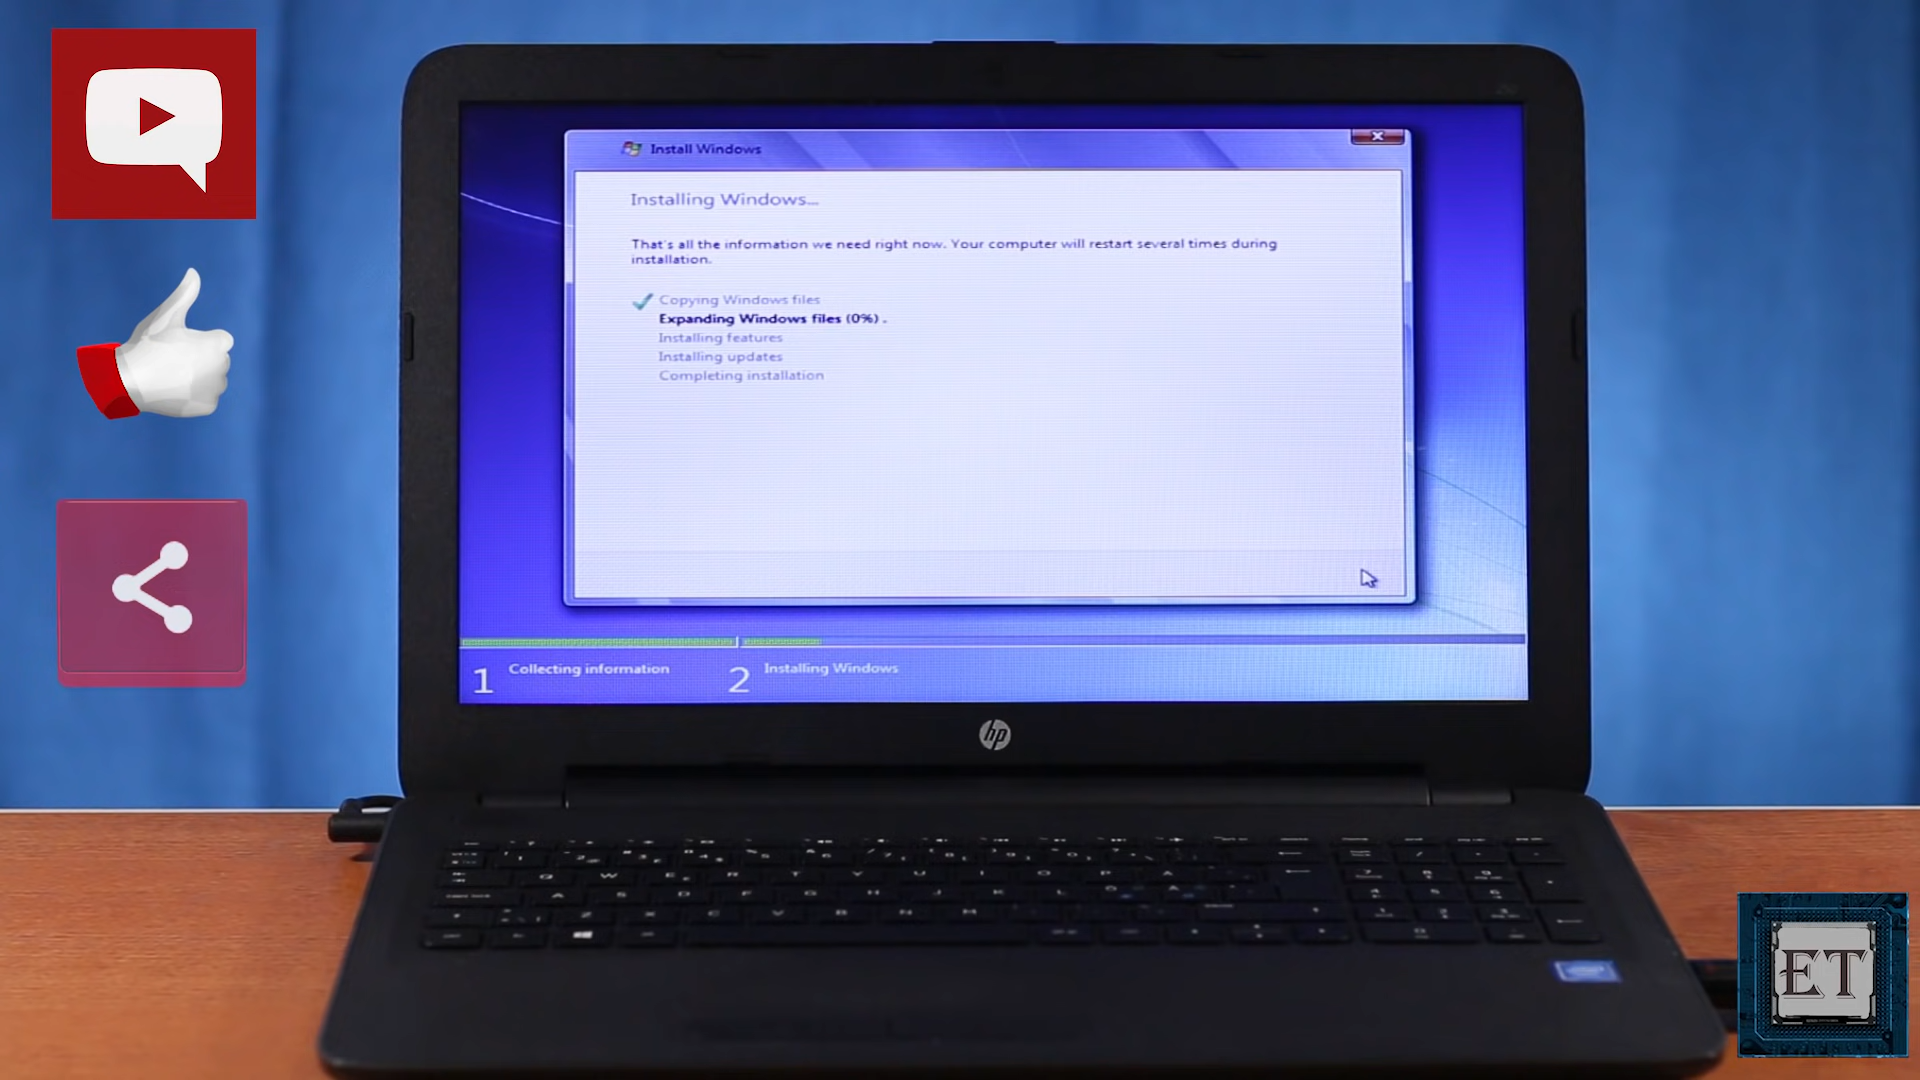 Install Windows
Installing Windows...
That's all the information we need right now. Your computer will restart several times during
installation.
Copying Windows files
Expanding Windows files (0%) .
Installing features
Installing updates
Completing installation
1 Collecting information 2 Installing Windows
hp
Q W E R T Y U I O P
A S D F G H J K L
Z X C V B N M
ET